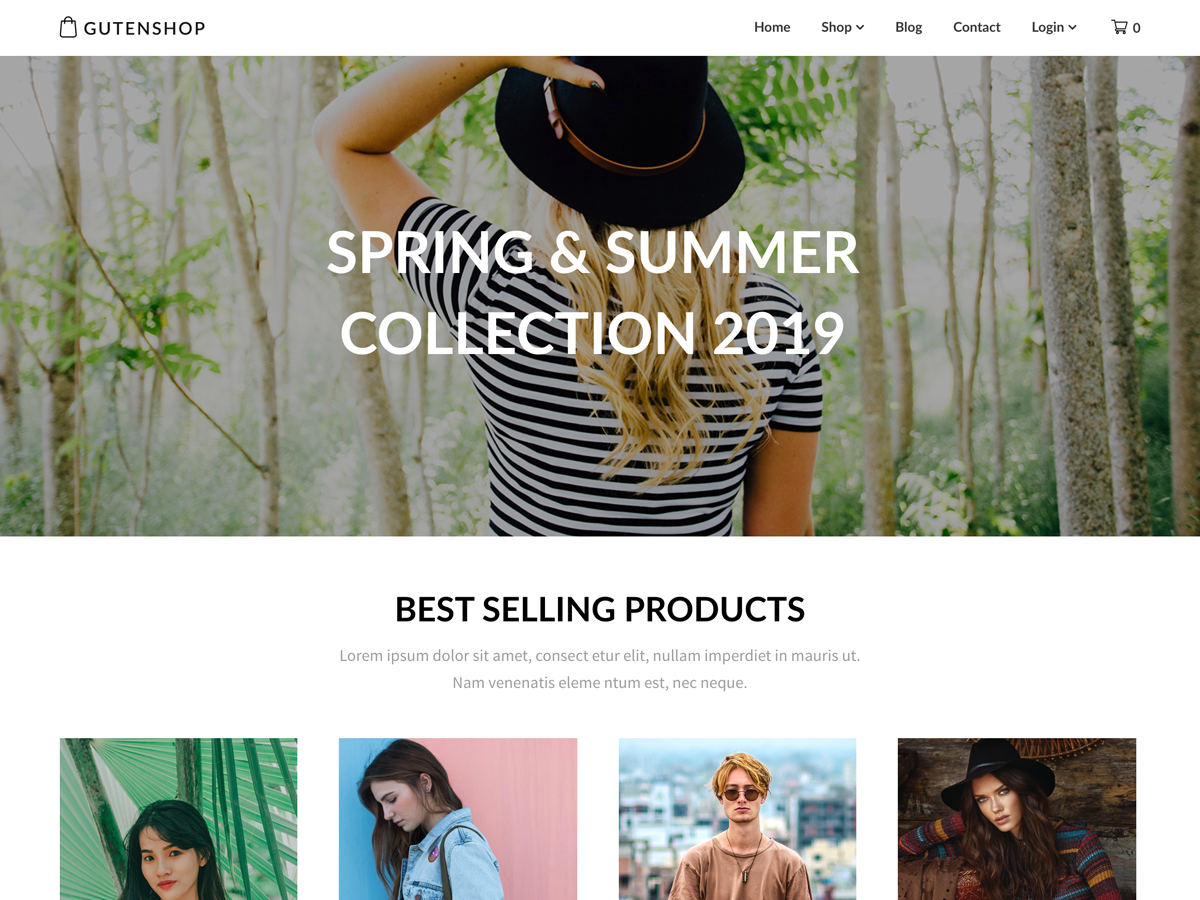 GUTENSHOP
Home Shop Blog Contact Login 0
SPRING & SUMMER
COLLECTION 2019
BEST SELLING PRODUCTS
Lorem ipsum dolor sit amet, consect etur elit, nullam imperdiet in mauris ut.
Nam venenatis eleme ntum est, nec neque.